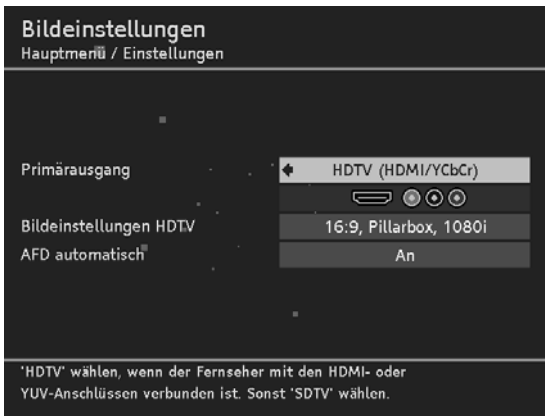 Bildeinstellungen
Hauptmenü / Einstellungen
Primärausgang
HDTV (HDMI/YCbCr)
Bildeinstellungen HDTV
16:9, Pillarbox, 1080i
AFD automatisch
An
'HDTV' wählen, wenn der Fernseher mit den HDMI- oder
YUV-Anschlüssen verbunden ist. Sonst 'SDTV' wählen.